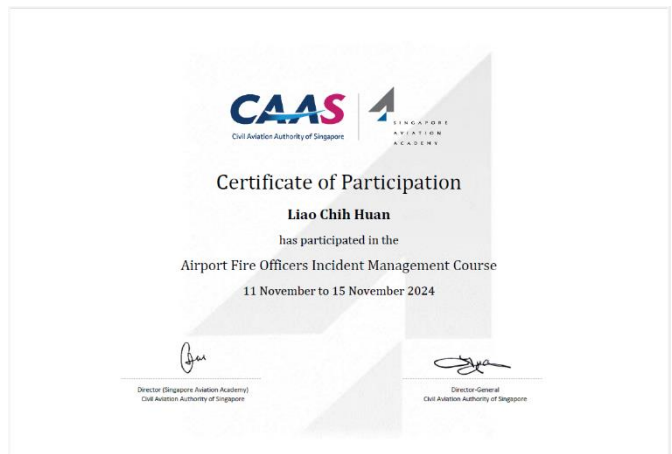 CAAS
Civil Aviation Authority of Singapore
SINGAPORE
AVIATION
ACADEMY
Certificate of Participation
Liao Chih Huan
has participated in the
Airport Fire Officers Incident Management Course
11 November to 15 November 2024
Director (Singapore Aviation Academy)
Civil Aviation Authority of Singapore
Director-General
Civil Aviation Authority of Singapore